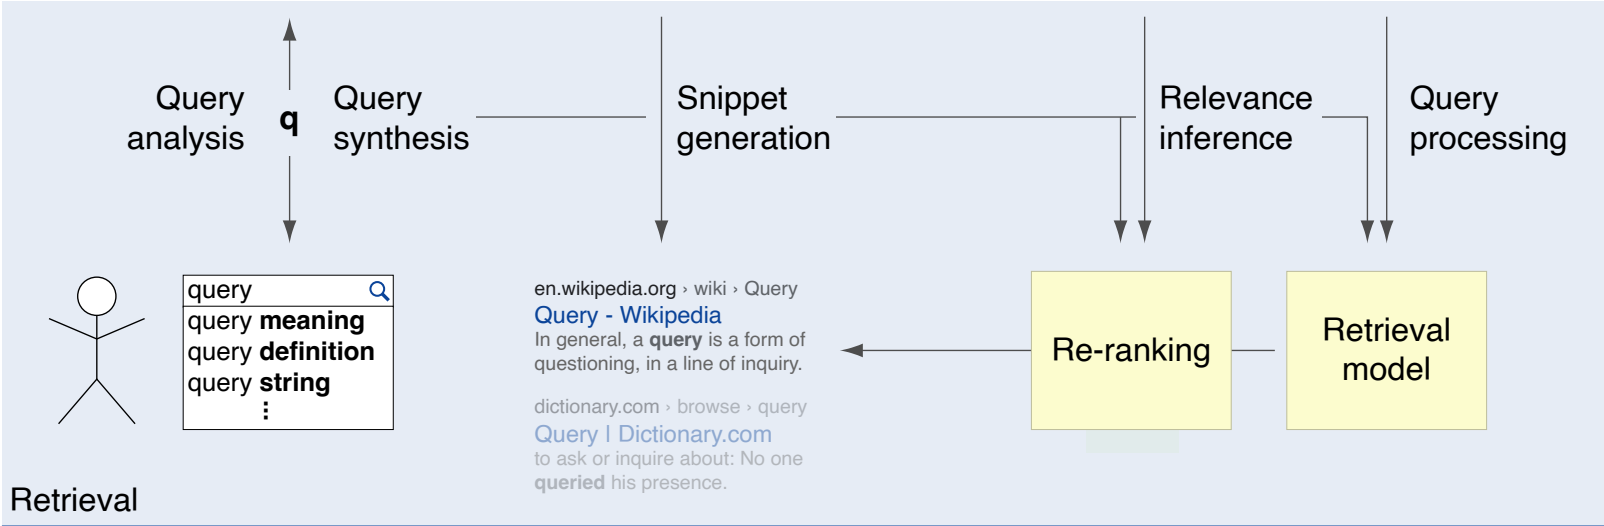 Query
analysis
q
Query
synthesis
Snippet
generation
Relevance
inference
Query
processing
query
query meaning
query definition
query string
en.wikipedia.org › wiki › Query
Query - Wikipedia
In general, a query is a form of
questioning, in a line of inquiry.
dictionary.com › browse › query
Query | Dictionary.com
to ask or inquire about: No one
queried his presence.
Re-ranking
Retrieval
model
Retrieval